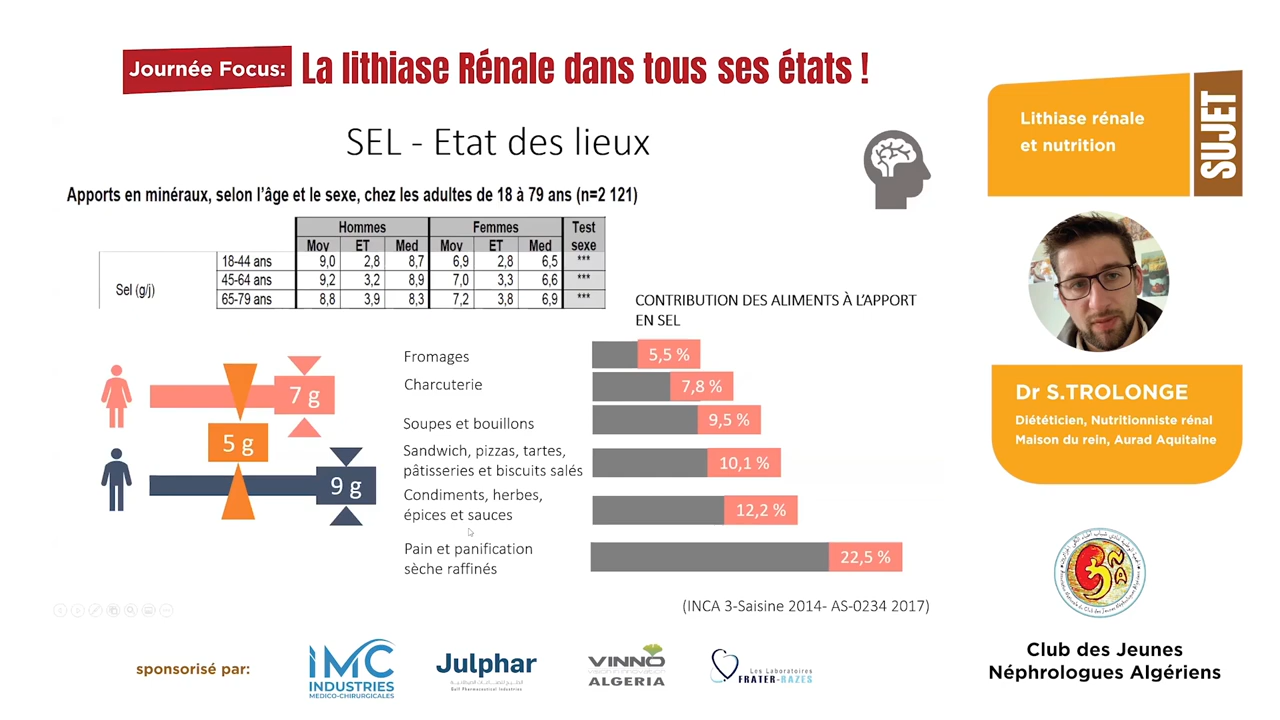 Journée Focus: La lithiase Rénale dans tous ses états !
SEL - Etat des lieux
Apports en minéraux, selon l'âge et le sexe, chez les adultes de 18 à 79 ans (n=2 121)
Hommes Femmes Test sexe
Moy ET Med Moy ET Med
Sel (g/j)
18-44 ans 9,0 2,8 8,7 6,9 2,8 6,5 ***
45-64 ans 9,2 3,2 8,9 7,0 3,3 6,6 ***
65-79 ans 8,8 3,9 8,3 7,2 3,8 6,9 ***
7 g
5 g
9 g
CONTRIBUTION DES ALIMENTS À L'APPORT
EN SEL
Fromages 5,5 %
Charcuterie 7,8 %
Soupes et bouillons 9,5 %
Sandwich, pizzas, tartes,
pâtisseries et biscuits salés 10,1 %
Condiments, herbes,
épices et sauces 12,2 %
Pain et panification
sèche raffinés 22,5 %
(INCA 3-Saisine 2014- AS-0234 2017)
Lithiase rénale
et nutrition
SUJET
Dr S.TROLONGE
Diététicien, Nutritionniste rénal
Maison du rein, Aurad Aquitaine
Club des Jeunes
Néphrologues Algériens
sponsorisé par:
IMC
INDUSTRIES
MEDICO-CHIRURGICALES
Julphar
Gulf Pharmaceutical Industries
VINNO
ALGERIA
Les Laboratoires
FRATER-RAZES